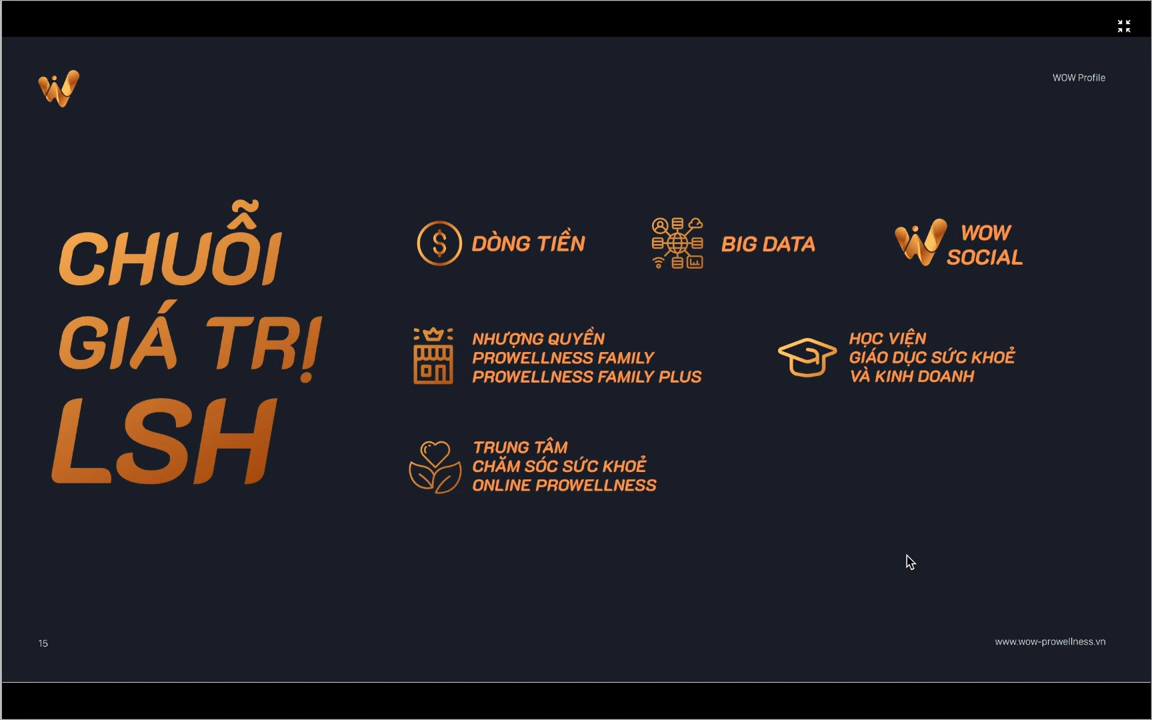 WOW Profile
CHUỖI
GIÁ TRỊ
LSH
DÒNG TIỀN
BIG DATA
WOW
SOCIAL
NHƯỢNG QUYỀN
PROWELLNESS FAMILY
PROWELLNESS FAMILY PLUS
HỌC VIỆN
GIÁO DỤC SỨC KHOẺ
VÀ KINH DOANH
TRUNG TÂM
CHĂM SÓC SỨC KHOẺ
ONLINE PROWELLNESS
15
www.wow-prowellness.vn